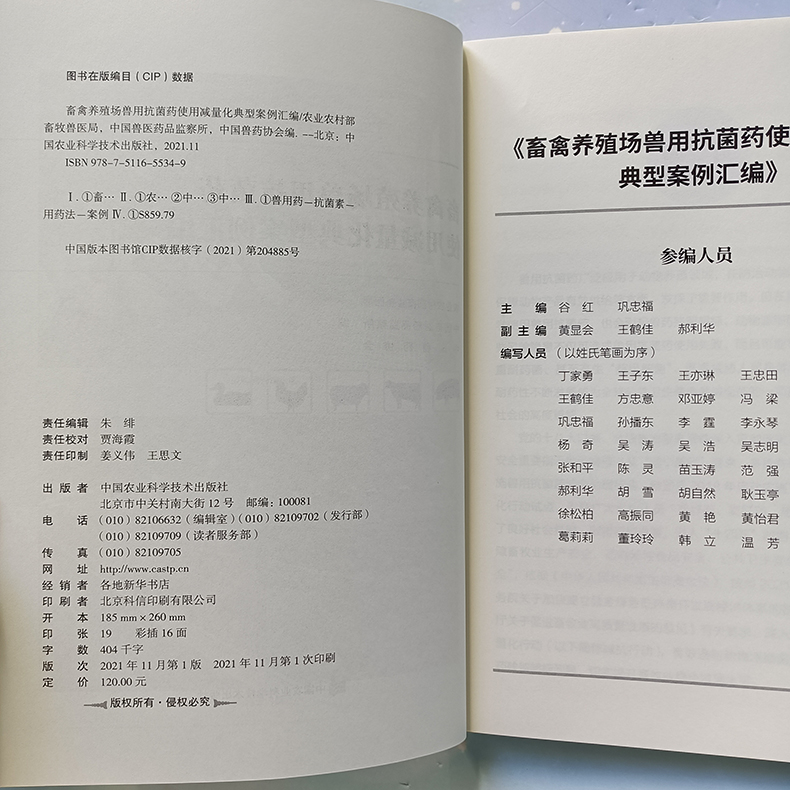 图书在版编目（CIP）数据
畜禽养殖场兽用抗菌药使用减量化典型案例汇编/农业农村部
畜牧兽医局，中国兽医药品监察所，中国兽药协会编. --北京：中
国农业科学技术出版社，2021.11
ISBN 978-7-5116-5534-9
Ⅰ.①畜… Ⅱ.①农… ②中… ③中… Ⅲ.①兽用药—抗菌素—
用药法—案例 Ⅳ.①S859.79
中国版本图书馆CIP数据核字（2021）第204885号
责任编辑 朱 绯
责任校对 贾海霞
责任印制 姜义伟 王思文
出 版 者 中国农业科学技术出版社
北京市中关村南大街12号 邮编：100081
电 话 （010）82106632（编辑室）（010）82109702（发行部）
（010）82109709（读者服务部）
传 真 （010）82109705
网 址 http://www.castp.cn
经 销 者 各地新华书店
印 刷 者 北京科信印刷有限公司
开 本 185 mm×260 mm
印 张 19 彩插16面
字 数 404千字
版 次 2021年11月第1版 2021年11月第1次印刷
定 价 120.00元
版权所有·侵权必究
《畜禽养殖场兽用抗菌药使
典型案例汇编》
参编人员
主 编 谷 红 巩忠福
副 主 编 黄显会 王鹤佳 郝利华
编写人员 （以姓氏笔画为序）
丁家勇 王子东 王亦琳 王忠田
王鹤佳 方忠意 邓亚婷 冯 梁
巩忠福 孙播东 李 霆 李永琴
杨 奇 吴 涛 吴 浩 吴志明
张和平 陈 灵 苗玉涛 范 强
郝利华 胡 雪 胡自然 耿玉亭
徐松柏 高振同 黄 艳 黄怡君
葛莉莉 董玲玲 韩 立 温 芳